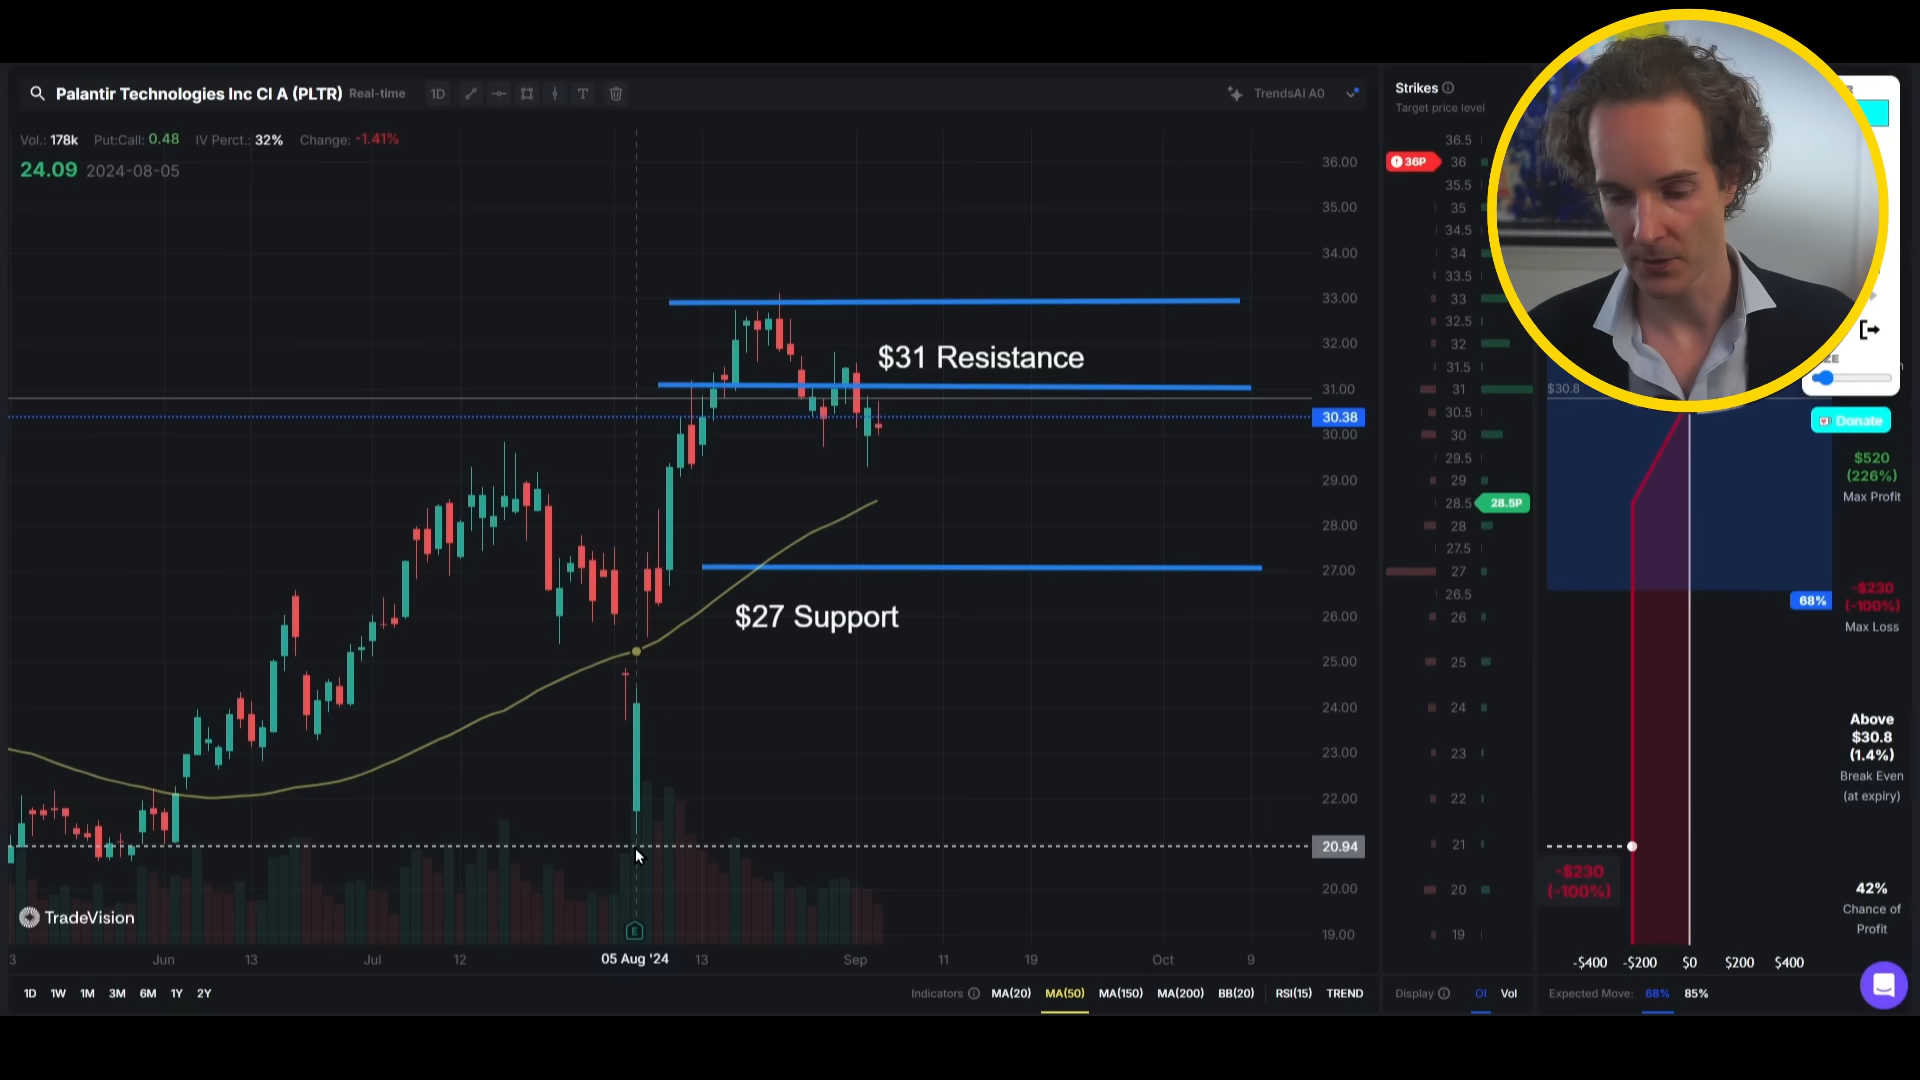 Palantir Technologies Inc Cl A (PLTR) Real-time 1D T
TrendsAI A0
Vol.: 178k Put:Call: 0.48 IV Perct.: 32% Change: -1.41%
24.09 2024-08-05
$31 Resistance
$27 Support
36.00
35.00
34.00
33.00
32.00
31.00
30.38
30.00
29.00
28.00
27.00
26.00
25.00
24.00
23.00
22.00
20.94
20.00
19.00
TradeVision
E
3 Jun 13 Jul 12 05 Aug '24 13 Sep 11 19 Oct 9
1D 1W 1M 3M 6M 1Y 2Y
Indicators MA(20) MA(50) MA(150) MA(200) BB(20) RSI(15) TREND
Strikes
Target price level
36.5
36P 36
35.5
35
34.5
34
33.5
33
32.5
32
31.5
31
30.5
30
29.5
29
28.5 28.5P
28
27.5
27
26.5
26
25
24
23
22
21
20
19
Display OI Vol
$30.8
68%
-$230
(-100%)
-$400 -$200 $0 $200 $400
Expected Move: 68% 85%
ZE
Donate
$520
(226%)
Max Profit
-$230
(-100%)
Max Loss
Above
$30.8
(1.4%)
Break Even
(at expiry)
42%
Chance of
Profit